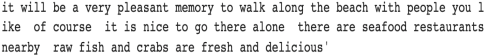 it will be a very pleasant memory to walk along the beach with people you l
ike  of course  it is nice to go there alone  there are seafood restaurants
nearby  raw fish and crabs are fresh and delicious'